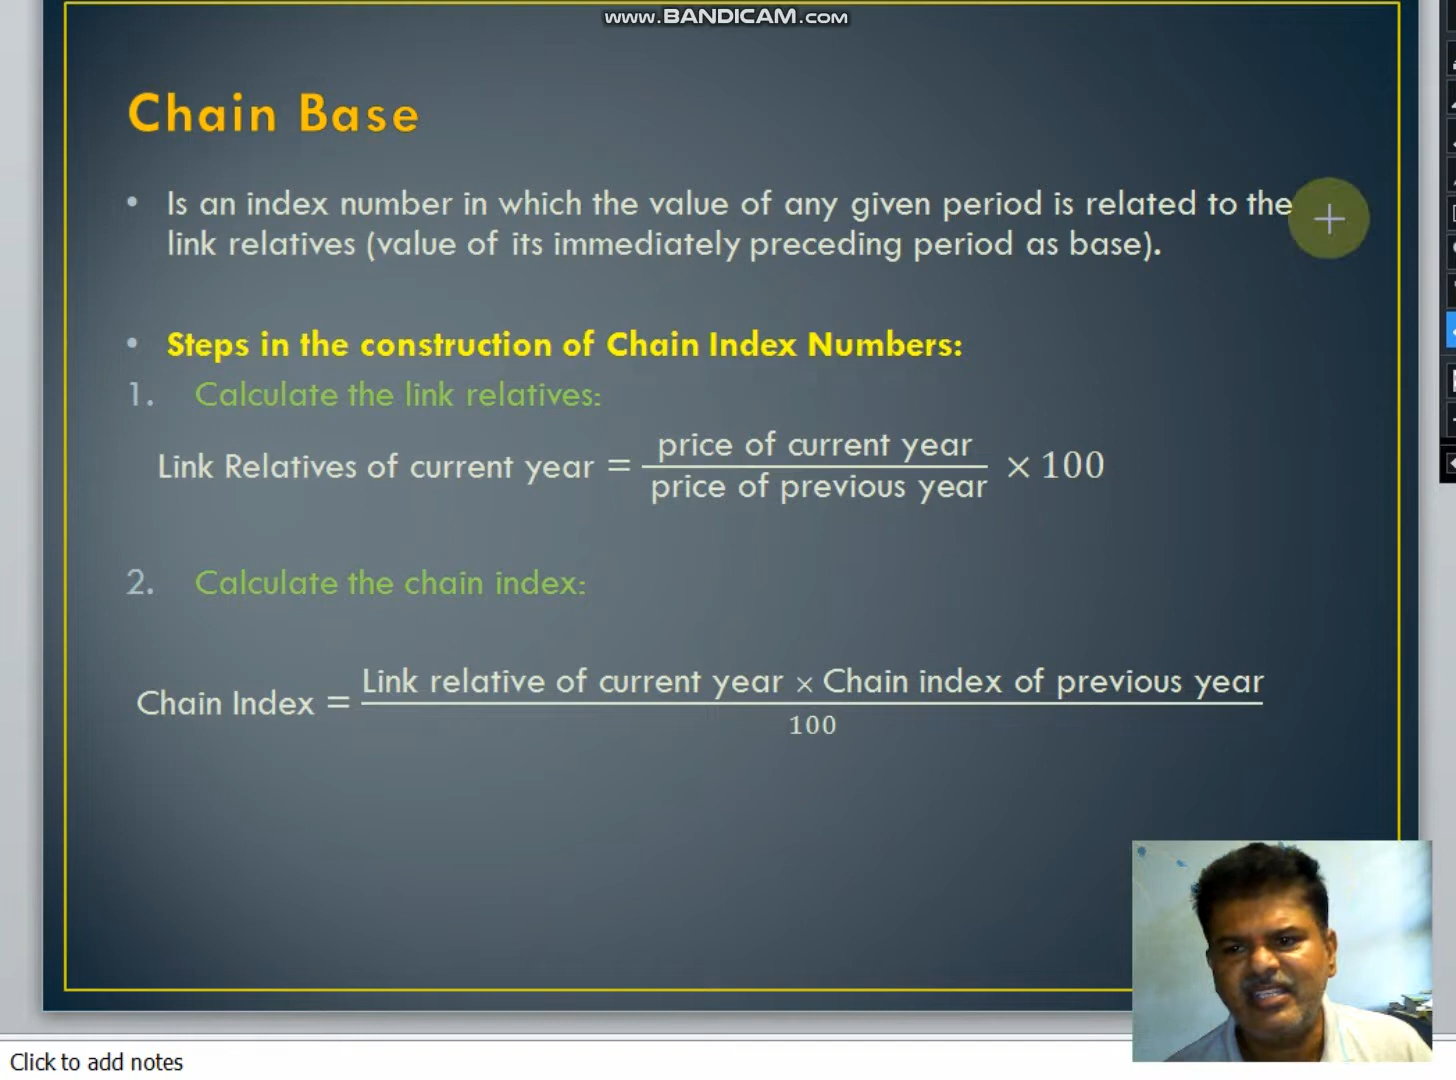 www.BANDICAM.com
Chain Base
• Is an index number in which the value of any given period is related to the
link relatives (value of its immediately preceding period as base).
• Steps in the construction of Chain Index Numbers:
1. Calculate the link relatives:
Link Relatives of current year = price of current year / price of previous year × 100
2. Calculate the chain index:
Chain Index = Link relative of current year × Chain index of previous year / 100
Click to add notes